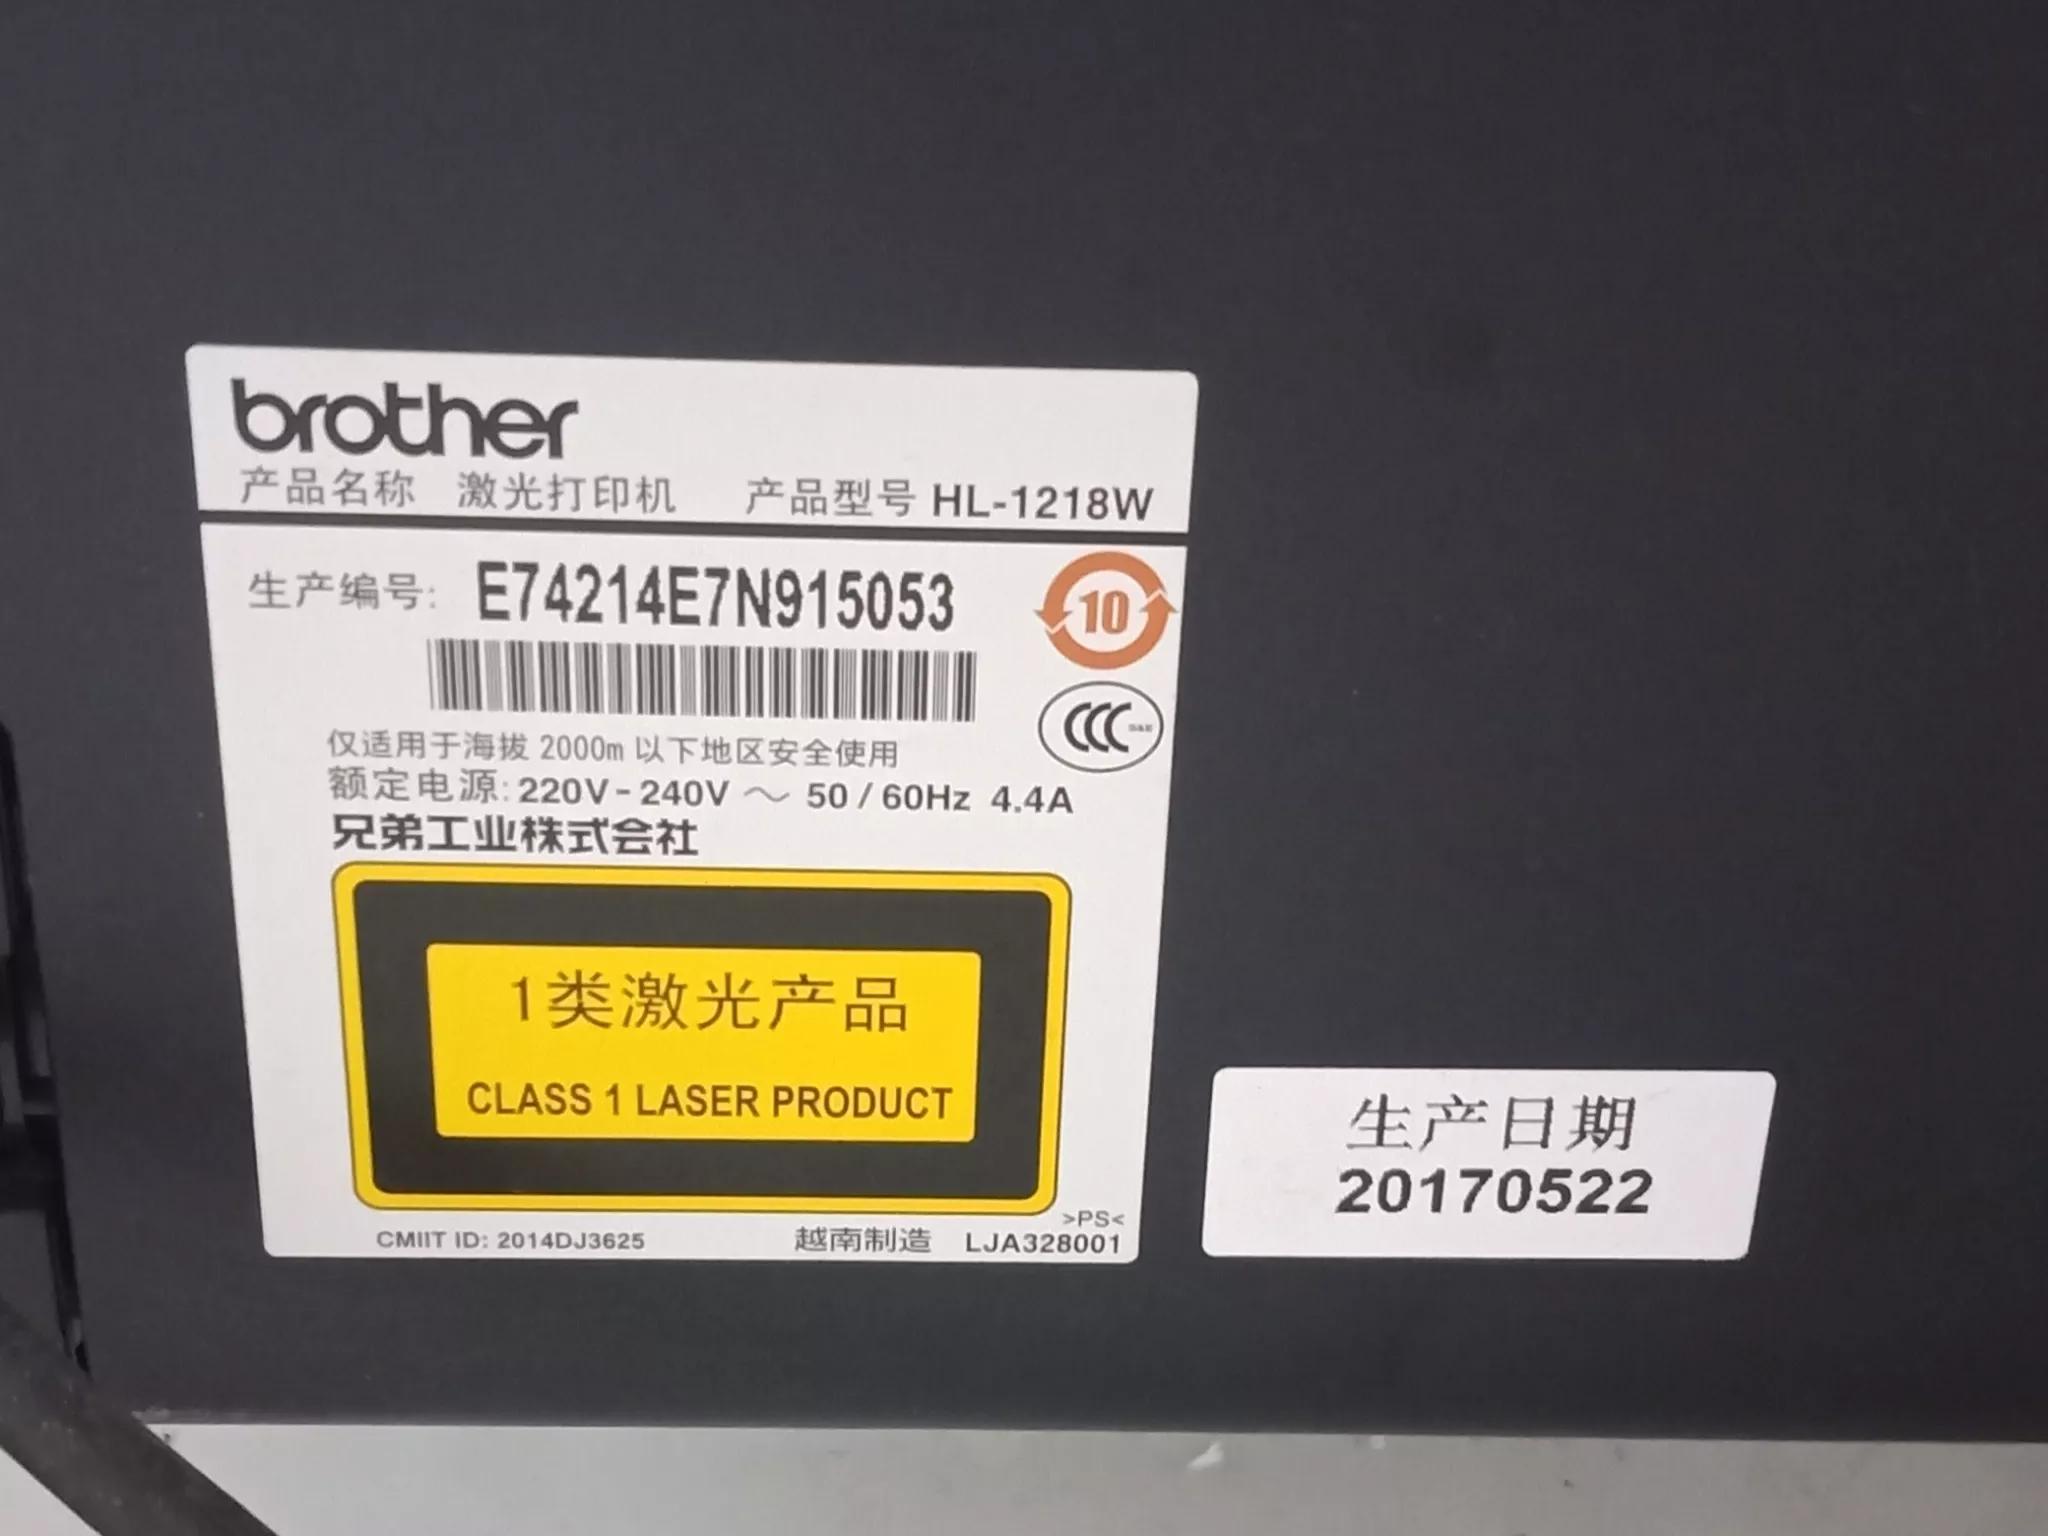 brother
产品名称 激光打印机 产品型号 HL-1218W
生产编号: E74214E7N915053
10
CCC
仅适用于海拔 2000m 以下地区安全使用
额定电源: 220V-240V ～ 50/60Hz 4.4A
兄弟工业株式会社
1类激光产品
CLASS 1 LASER PRODUCT
>PS<
CMIIT ID: 2014DJ3625 越南制造 LJA328001
生产日期
20170522